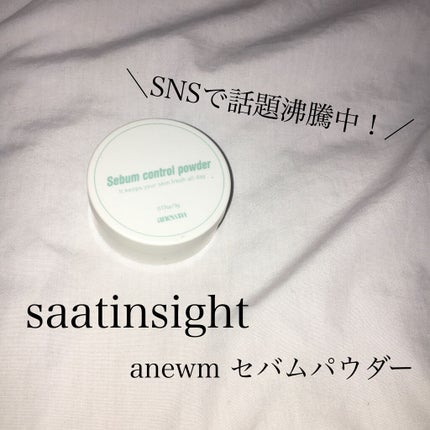 ＼SNSで話題沸騰中！／
Sebum control powder
It keeps your skin fresh all day
anewm
saatinsight
anewm セバムパウダー